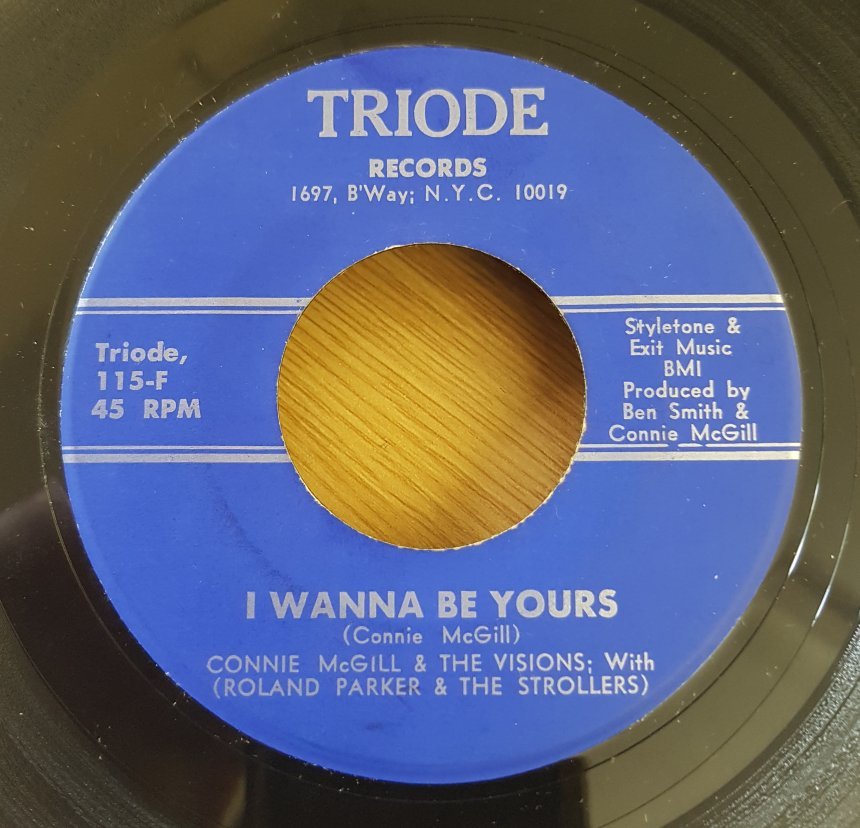 TRIODE
RECORDS
1697, B'Way; N.Y.C. 10019
Triode,
115-F
45 RPM
Styletone &
Exit Music
BMI
Produced by
Ben Smith &
Connie McGill
I WANNA BE YOURS
(Connie McGill)
CONNIE McGILL & THE VISIONS; With
(ROLAND PARKER & THE STROLLERS)